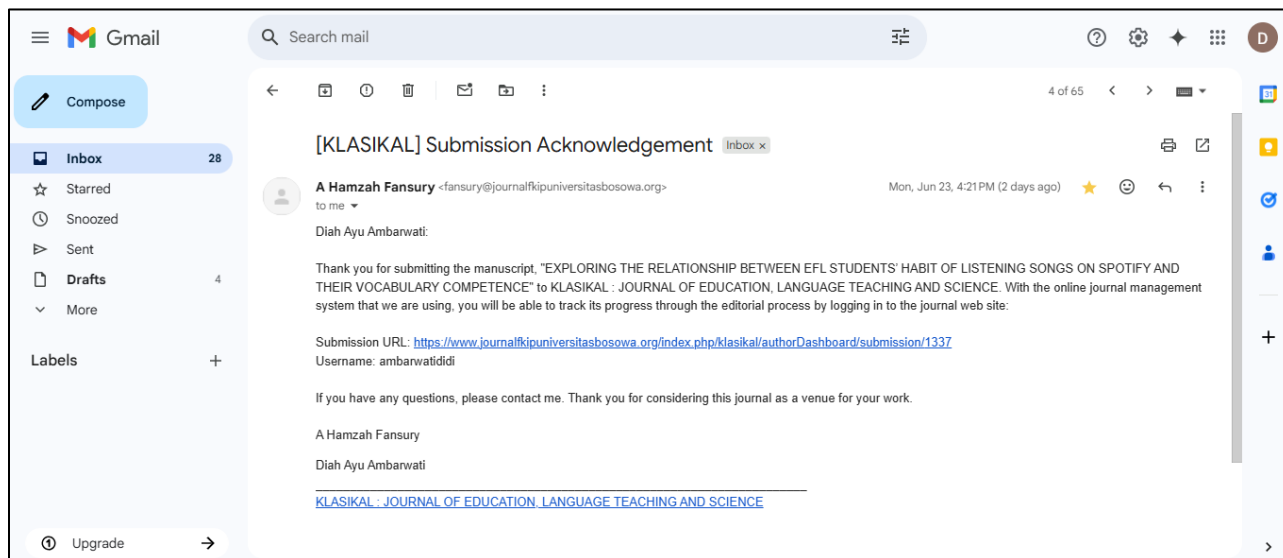 Gmail
Search mail
D
Compose
4 of 65
31
[KLASIKAL] Submission Acknowledgement Inbox x
Inbox 28
A Hamzah Fansury <fansury@journalfkipuniversitasbosowa.org> Mon, Jun 23, 4:21 PM (2 days ago)
Starred
to me
Snoozed
Diah Ayu Ambarwati:
Sent
Thank you for submitting the manuscript, "EXPLORING THE RELATIONSHIP BETWEEN EFL STUDENTS' HABIT OF LISTENING SONGS ON SPOTIFY AND
Drafts 4
THEIR VOCABULARY COMPETENCE" to KLASIKAL : JOURNAL OF EDUCATION, LANGUAGE TEACHING AND SCIENCE. With the online journal management
More
system that we are using, you will be able to track its progress through the editorial process by logging in to the journal web site:
Labels
Submission URL: https://www.journalfkipuniversitasbosowa.org/index.php/klasikal/authorDashboard/submission/1337
Username: ambarwatididi
If you have any questions, please contact me. Thank you for considering this journal as a venue for your work.
A Hamzah Fansury
Diah Ayu Ambarwati
KLASIKAL : JOURNAL OF EDUCATION, LANGUAGE TEACHING AND SCIENCE
Upgrade